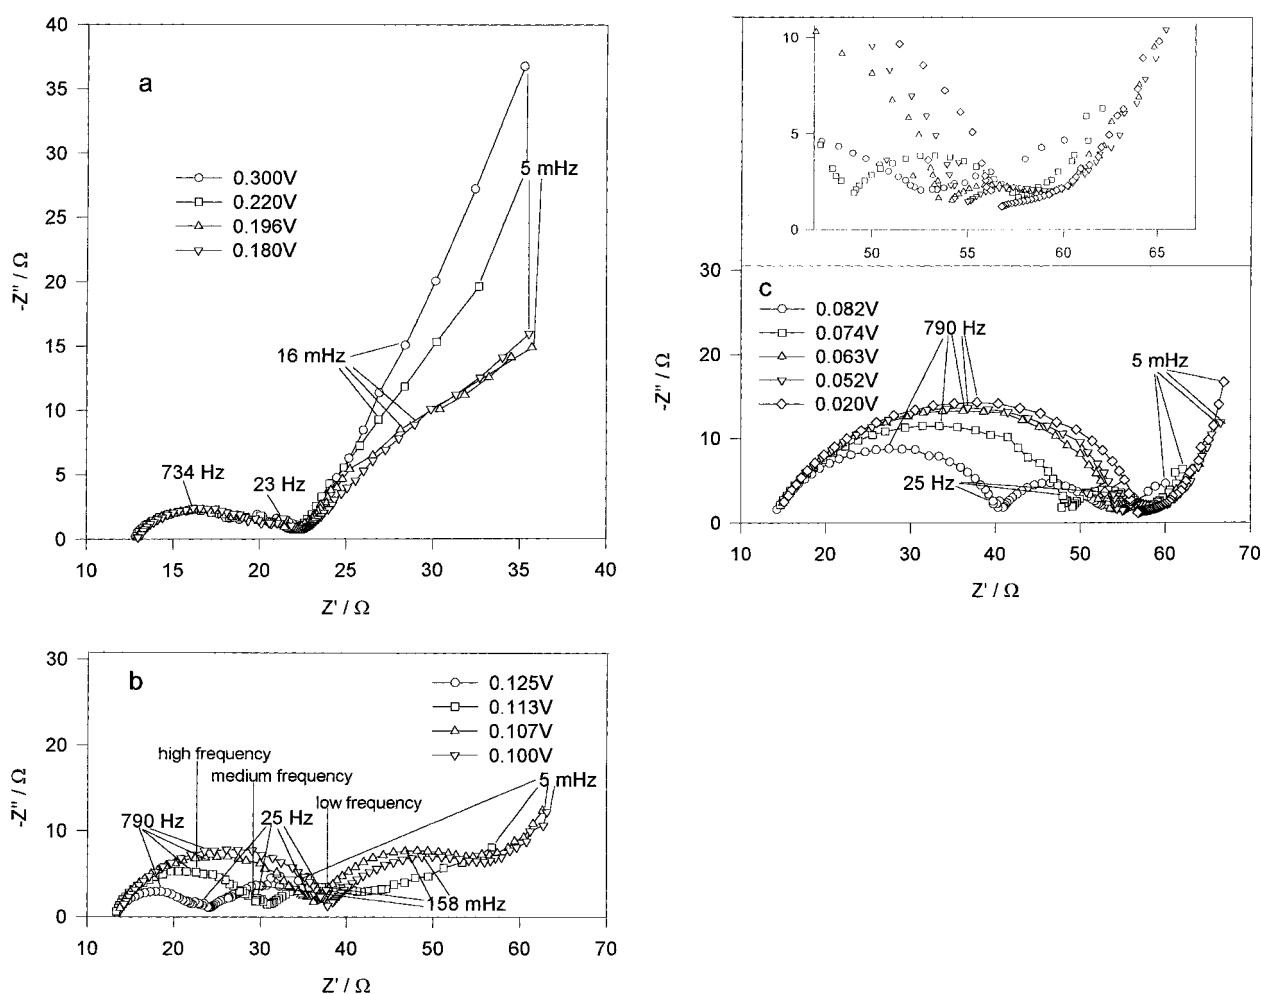 40
35
30
25
20
15
10
5
0
-Z" / Ω
a
0.300V
0.220V
0.196V
0.180V
5 mHz
16 mHz
734 Hz
23 Hz
10
15
20
25
30
35
40
Z' / Ω
10
5
0
50
55
60
65
30
20
10
0
-Z" / Ω
c
0.082V
0.074V
0.063V
0.052V
0.020V
790 Hz
5 mHz
25 Hz
10
20
30
40
50
60
70
Z' / Ω
30
20
10
0
-Z" / Ω
b
0.125V
0.113V
0.107V
0.100V
high frequency
medium frequency
low frequency
5 mHz
790 Hz
25 Hz
158 mHz
10
20
30
40
50
60
70
Z' / Ω